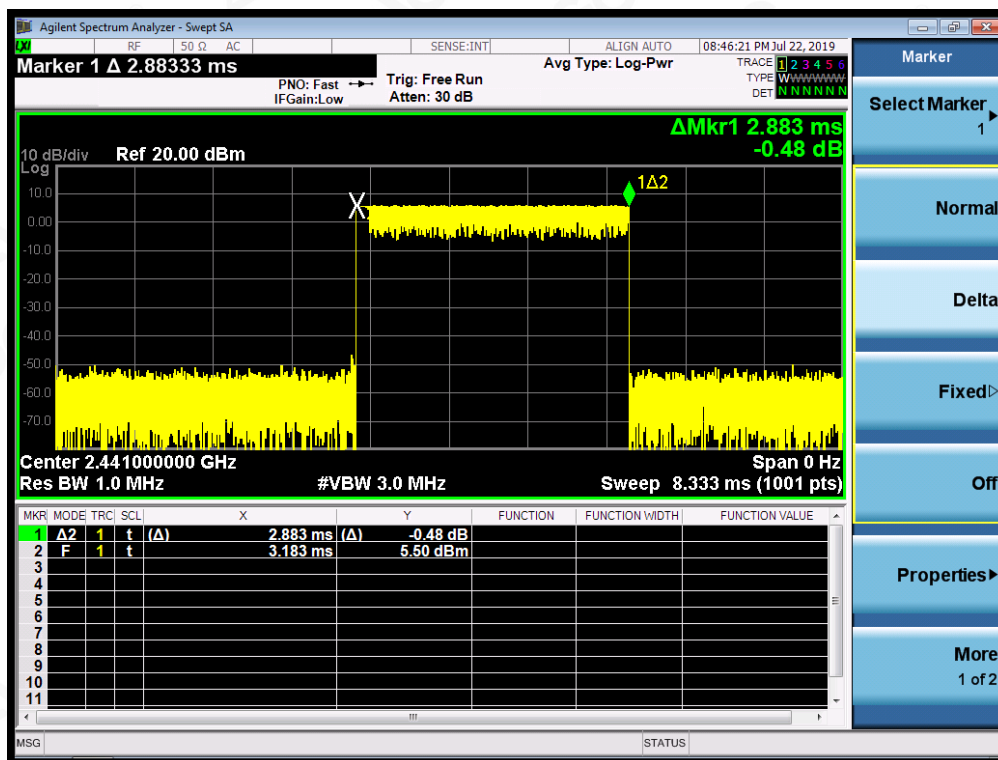 Agilent Spectrum Analyzer - Swept SA
LXI RF 50 Ω AC SENSE:INT ALIGN AUTO 08:46:21 PM Jul 22, 2019
Marker 1 Δ 2.88333 ms
PNO: Fast
IFGain:Low
Trig: Free Run
Atten: 30 dB
Avg Type: Log-Pwr
TRACE 1 2 3 4 5 6
TYPE WWWWWW
DET N N N N N N
ΔMkr1 2.883 ms
-0.48 dB
10 dB/div Ref 20.00 dBm
Log
1Δ2
10.0
0.00
-10.0
-20.0
-30.0
-40.0
-50.0
-60.0
-70.0
Center 2.441000000 GHz Span 0 Hz
Res BW 1.0 MHz #VBW 3.0 MHz Sweep 8.333 ms (1001 pts)
MKR MODE TRC SCL X Y FUNCTION FUNCTION WIDTH FUNCTION VALUE
1 Δ2 1 t (Δ) 2.883 ms (Δ) -0.48 dB
2 F 1 t 3.183 ms 5.50 dBm
3
4
5
6
7
8
9
10
11
MSG STATUS
Marker
Select Marker
1
Normal
Delta
Fixed
Off
Properties
More
1 of 2